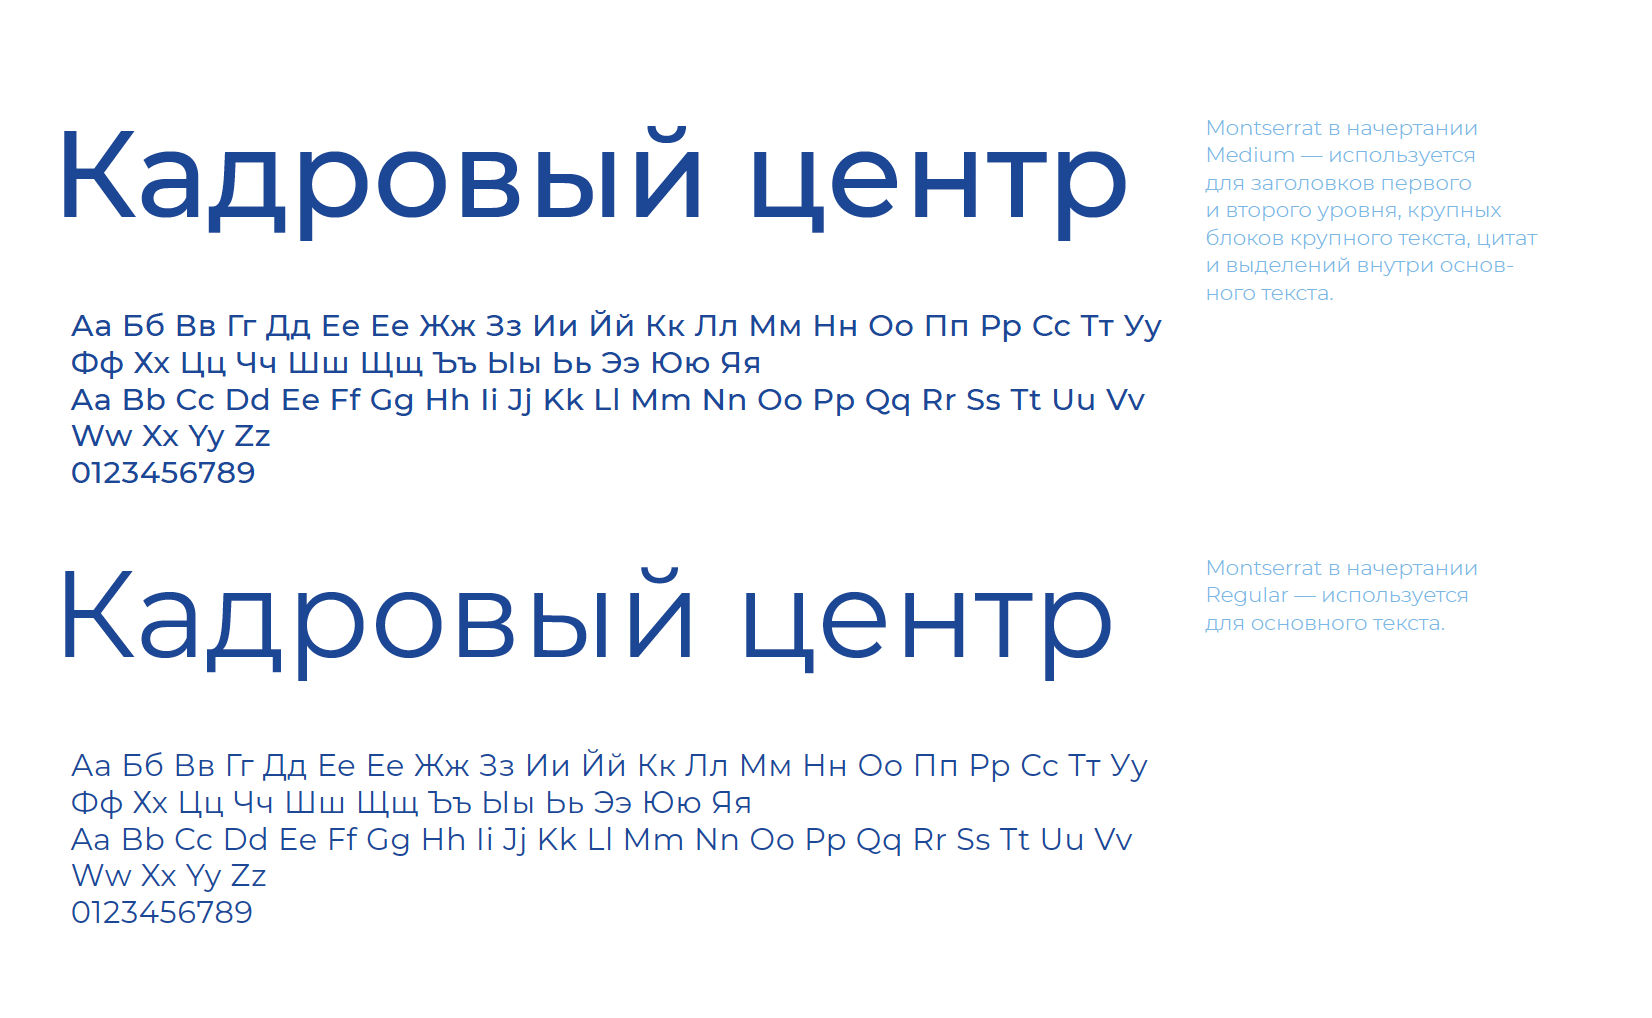 Кадровый центр
Montserrat в начертании
Medium — используется
для заголовков первого
и второго уровня, крупных
блоков крупного текста, цитат
и выделений внутри основ-
ного текста.
Аа Бб Вв Гг Дд Ее Ее Жж Зз Ии Йй Кк Лл Мм Нн Оо Пп Рр Сс Тт Уу
Фф Хх Цц Чч Шш Щщ Ъъ Ыы Ьь Ээ Юю Яя
Aa Bb Cc Dd Ee Ff Gg Hh Ii Jj Kk Ll Mm Nn Oo Pp Qq Rr Ss Tt Uu Vv
Ww Xx Yy Zz
0123456789
Кадровый центр
Montserrat в начертании
Regular — используется
для основного текста.
Аа Бб Вв Гг Дд Ее Ее Жж Зз Ии Йй Кк Лл Мм Нн Оо Пп Рр Сс Тт Уу
Фф Хх Цц Чч Шш Щщ Ъъ Ыы Ьь Ээ Юю Яя
Aa Bb Cc Dd Ee Ff Gg Hh Ii Jj Kk Ll Mm Nn Oo Pp Qq Rr Ss Tt Uu Vv
Ww Xx Yy Zz
0123456789